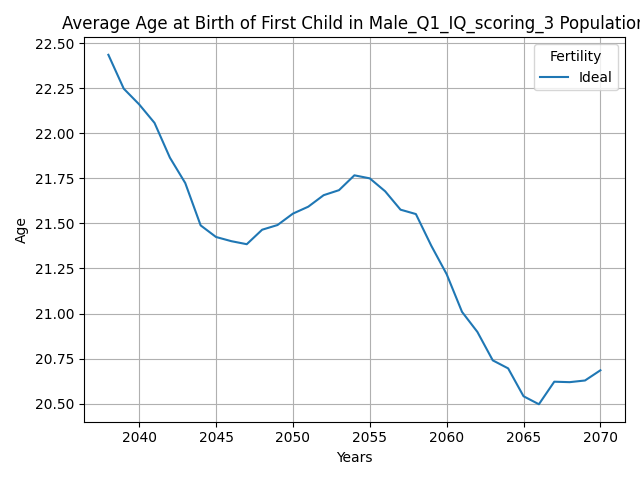 Average Age at Birth of First Child in Male_Q1_IQ_scoring_3 Population
Fertility
Ideal
22.50
22.25
22.00
21.75
21.50
21.25
21.00
20.75
20.50
Age
2040 2045 2050 2055 2060 2065 2070
Years